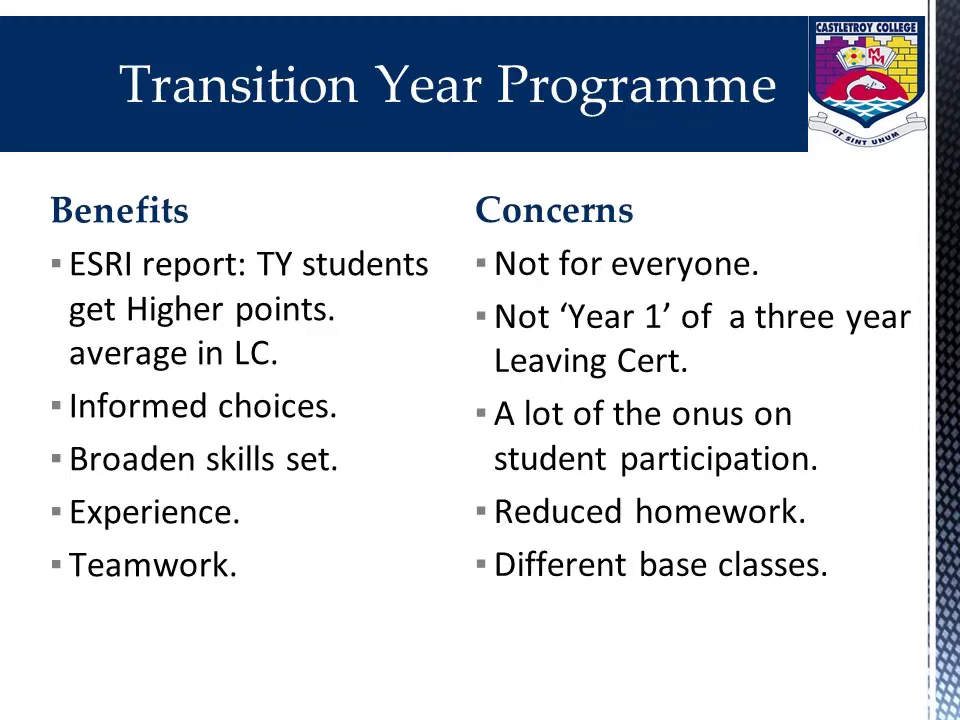 Transition Year Programme
CASTLETROY COLLEGE
MM
UT SINT UNUM
Benefits
▪ ESRI report: TY students
get Higher points.
average in LC.
▪ Informed choices.
▪ Broaden skills set.
▪ Experience.
▪ Teamwork.
Concerns
▪ Not for everyone.
▪ Not ‘Year 1’ of a three year
Leaving Cert.
▪ A lot of the onus on
student participation.
▪ Reduced homework.
▪ Different base classes.